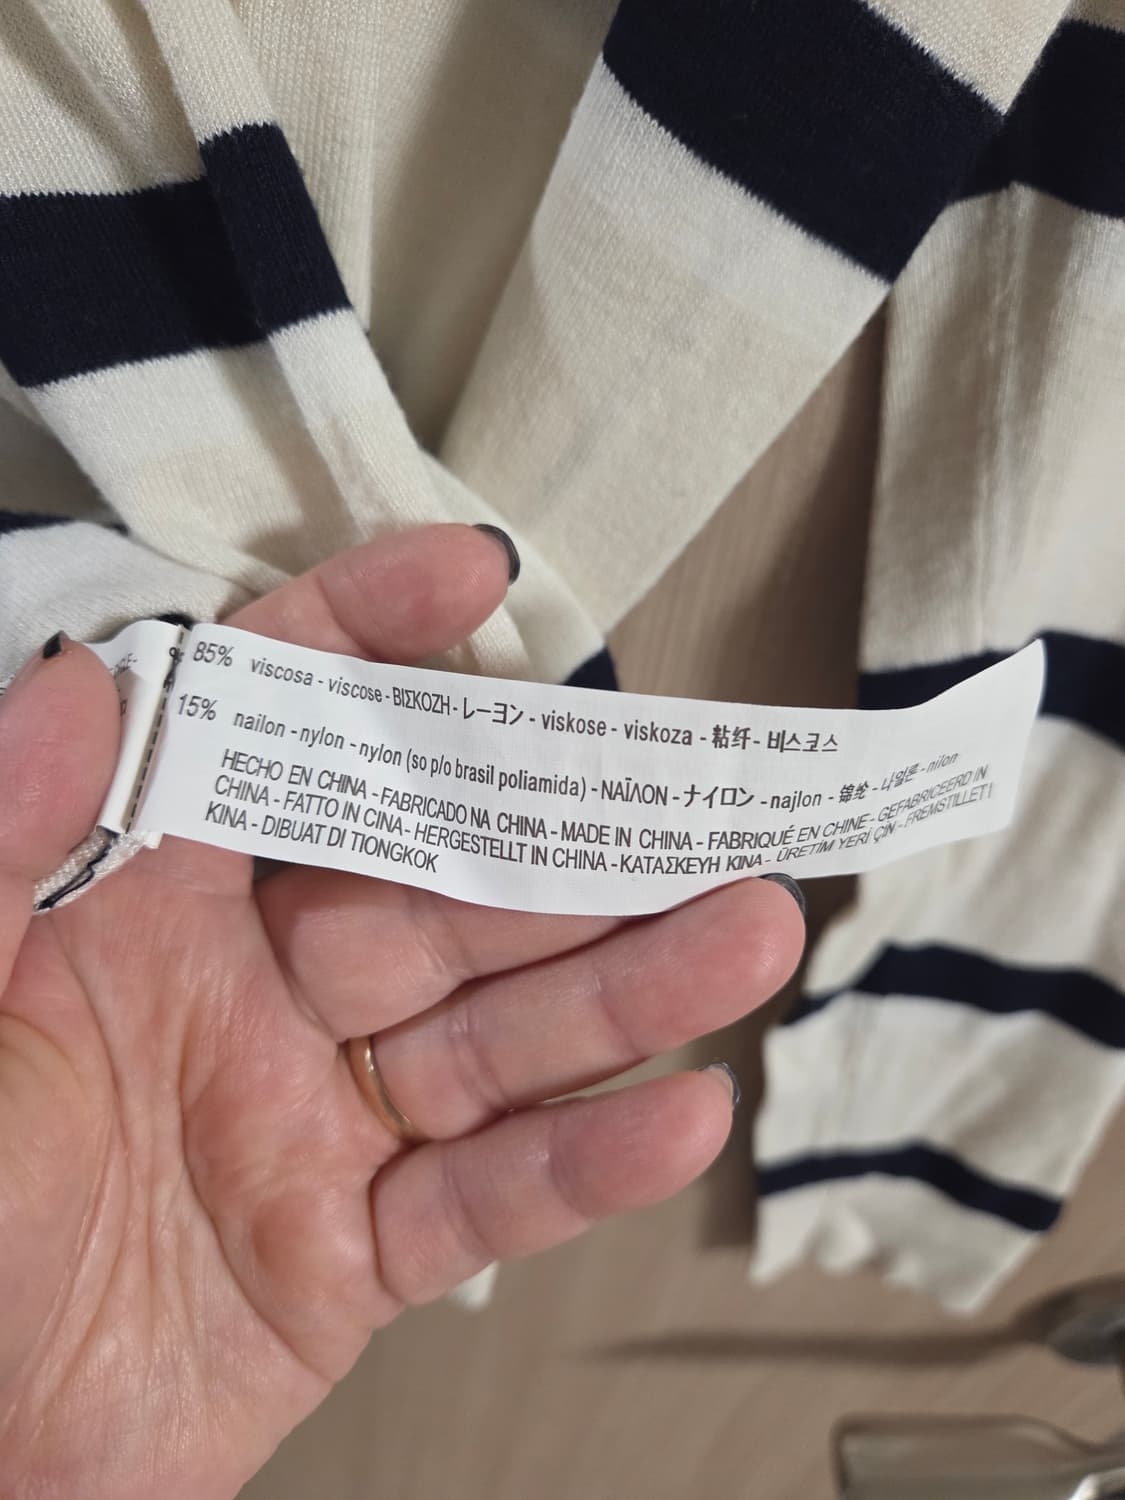 85% viscosa - viscose - ΒΙΣΚΟΖΗ - レーヨン - viskose - viskoza - 粘纤 - 비스코스
15% nailon - nylon - nylon (so p/o brasil poliamida) - ΝΑΪΛΟΝ - ナイロン - najlon - 锦纶 - 나일론 - nilon
HECHO EN CHINA - FABRICADO NA CHINA - MADE IN CHINA - FABRIQUÉ EN CHINE - GEFABRICEERD IN
CHINA - FATTO IN CINA - HERGESTELLT IN CHINA - ΚΑΤΑΣΚΕΥΗ ΚΙΝΑ - ÜRETİM YERİ ÇİN - FREMSTILLET I
KINA - DIBUAT DI TIONGKOK